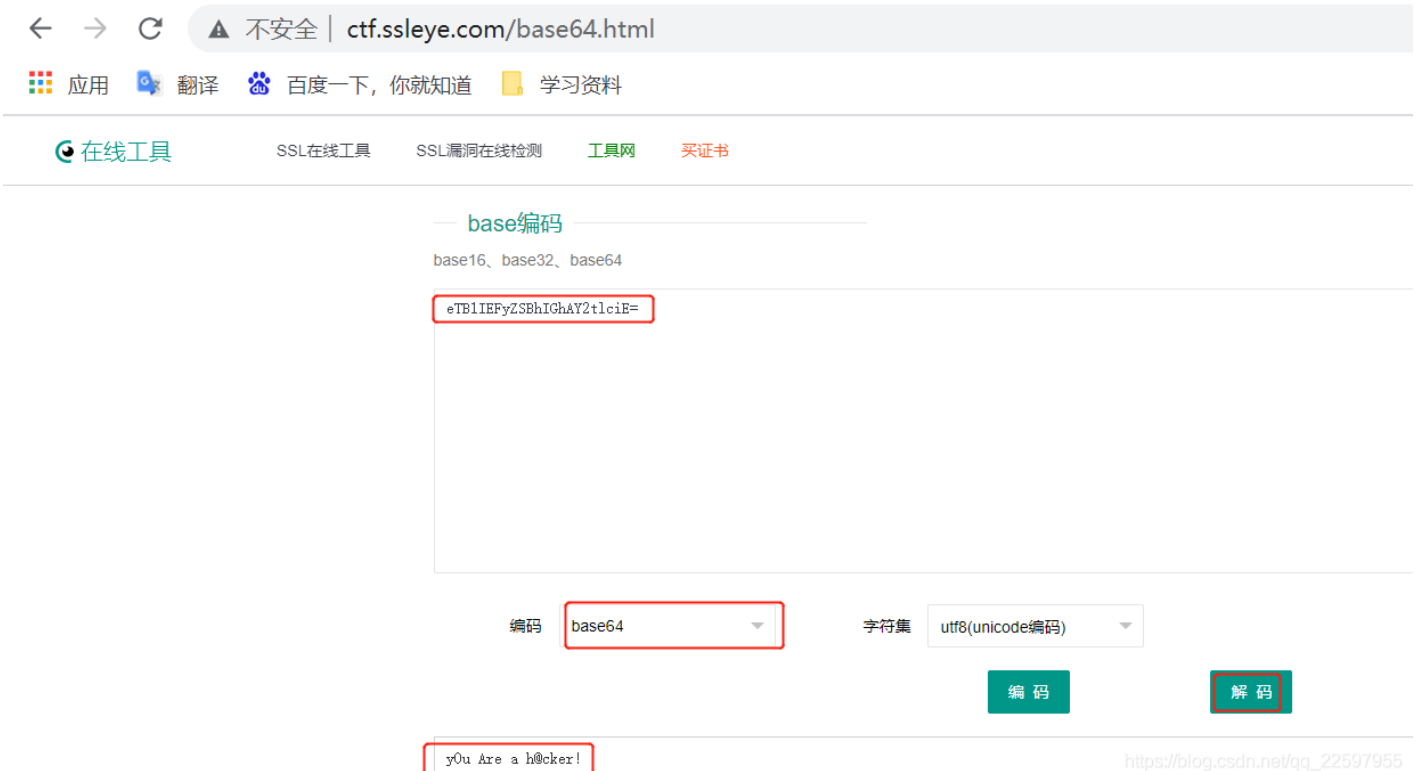 不安全 ctf.ssleye.com/base64.html
应用 翻译 百度一下，你就知道 学习资料
在线工具 SSL在线工具 SSL漏洞在线检测 工具网 买证书
base编码
base16、base32、base64
eTB1IEFyZSBhIGhAY2tlciE=
编码 base64 字符集 utf8(unicode编码)
编 码 解 码
y0u Are a h@cker!
https://blog.csdn.net/qq_22597955